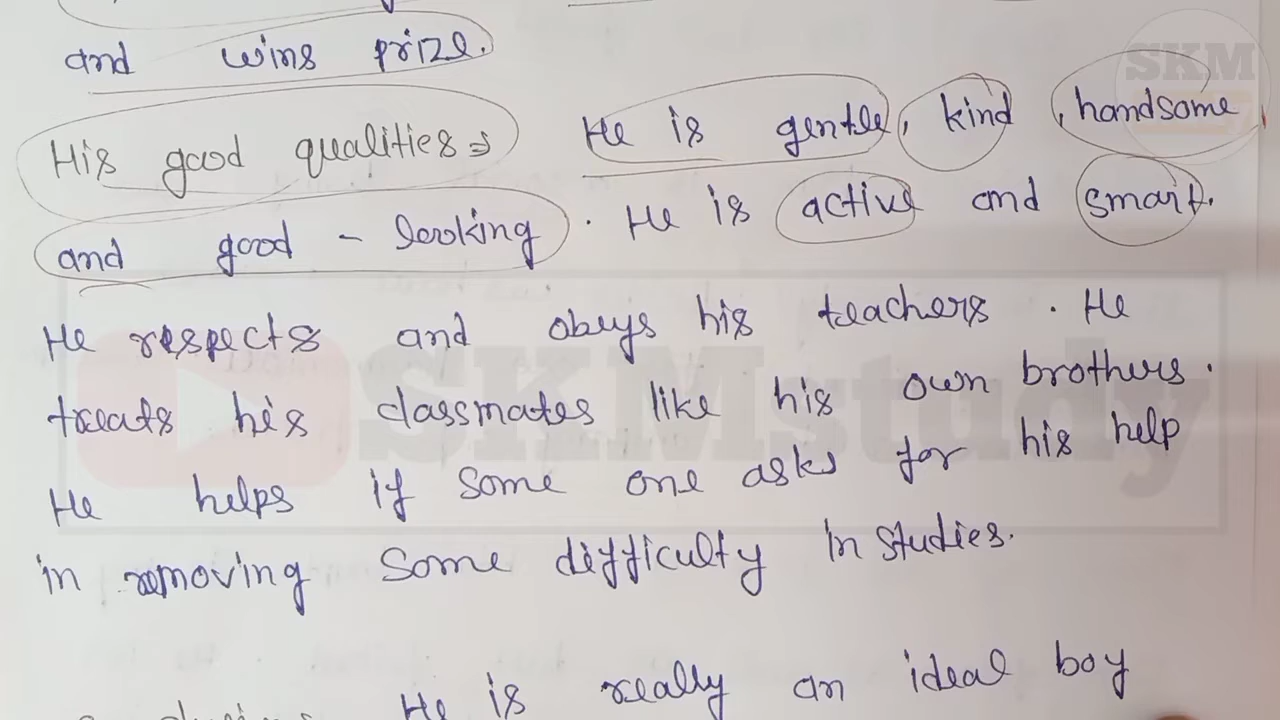 and wins prize.
SKM
His good qualities ⇒ He is gentle, kind, handsome,
and good - looking. He is active and smart.
He respects and obeys his teachers. He
treats his classmates like his own brothers.
SKMstudy
He helps if some one asks for his help
in removing some difficulty in studies.
He is really an ideal boy